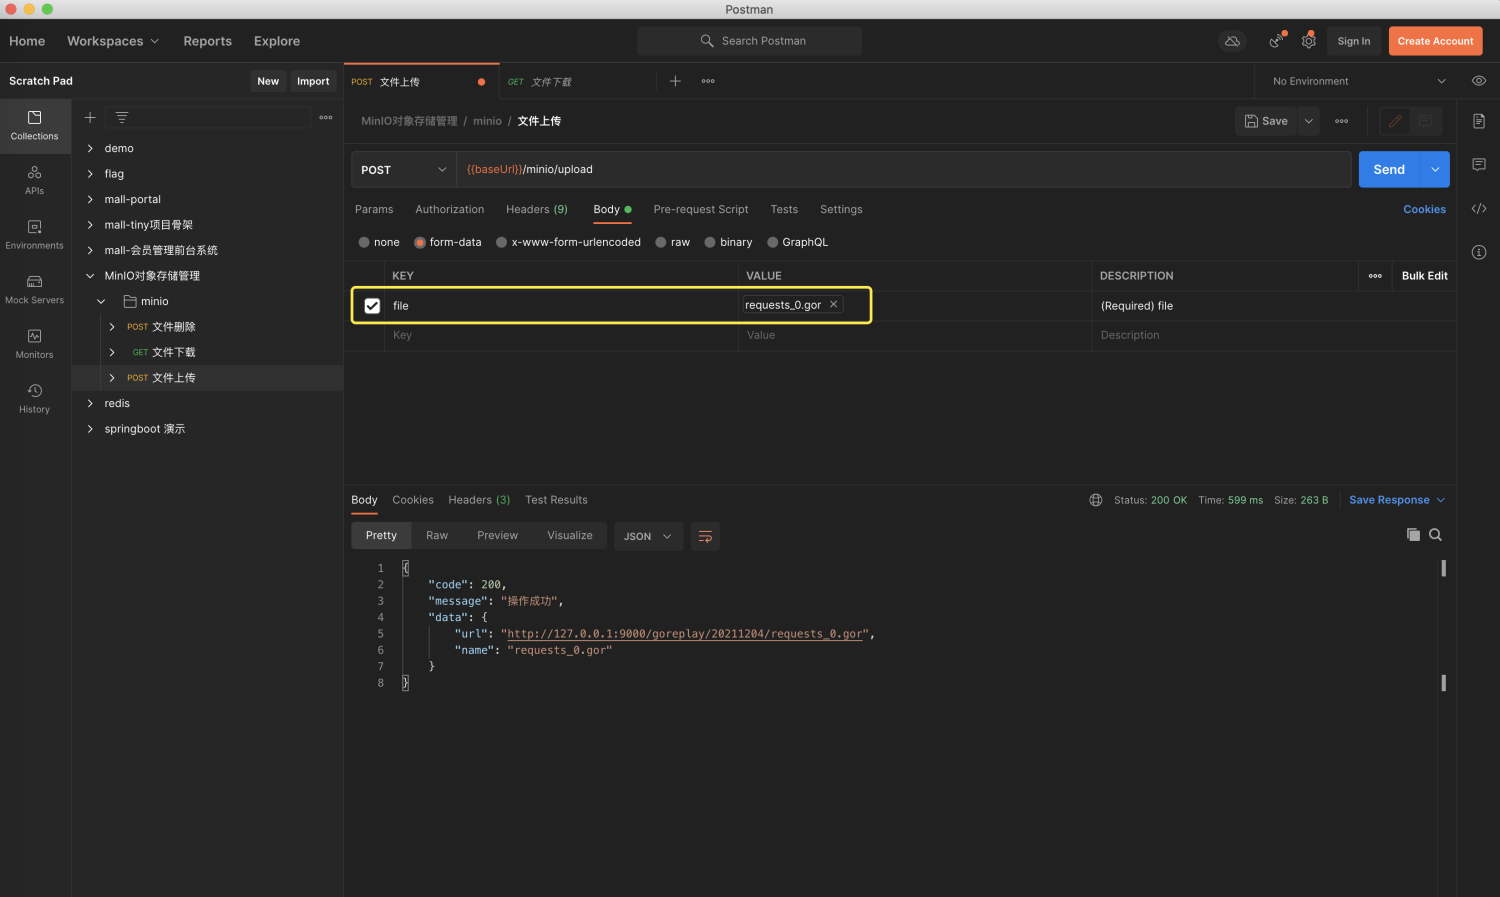 Postman
Home Workspaces Reports Explore Search Postman Sign In Create Account
Scratch Pad New Import POST 文件上传 GET 文件下载 No Environment
Collections
APIs
Environments
Mock Servers
Monitors
History
demo
flag
mall-portal
mall-tiny项目骨架
mall-会员管理前台系统
MinIO对象存储管理
minio
POST 文件删除
GET 文件下载
POST 文件上传
redis
springboot 演示
MinIO对象存储管理 / minio / 文件上传 Save
POST {{baseUrl}}/minio/upload Send
Params Authorization Headers (9) Body Pre-request Script Tests Settings Cookies
none form-data x-www-form-urlencoded raw binary GraphQL
KEY VALUE DESCRIPTION Bulk Edit
file requests_0.gor (Required) file
Key Value Description
Body Cookies Headers (3) Test Results Status: 200 OK Time: 599 ms Size: 263 B Save Response
Pretty Raw Preview Visualize JSON
1 {
2 "code": 200,
3 "message": "操作成功",
4 "data": {
5 "url": "http://127.0.0.1:9000/goreplay/20211204/requests_0.gor",
6 "name": "requests_0.gor"
7 }
8 }